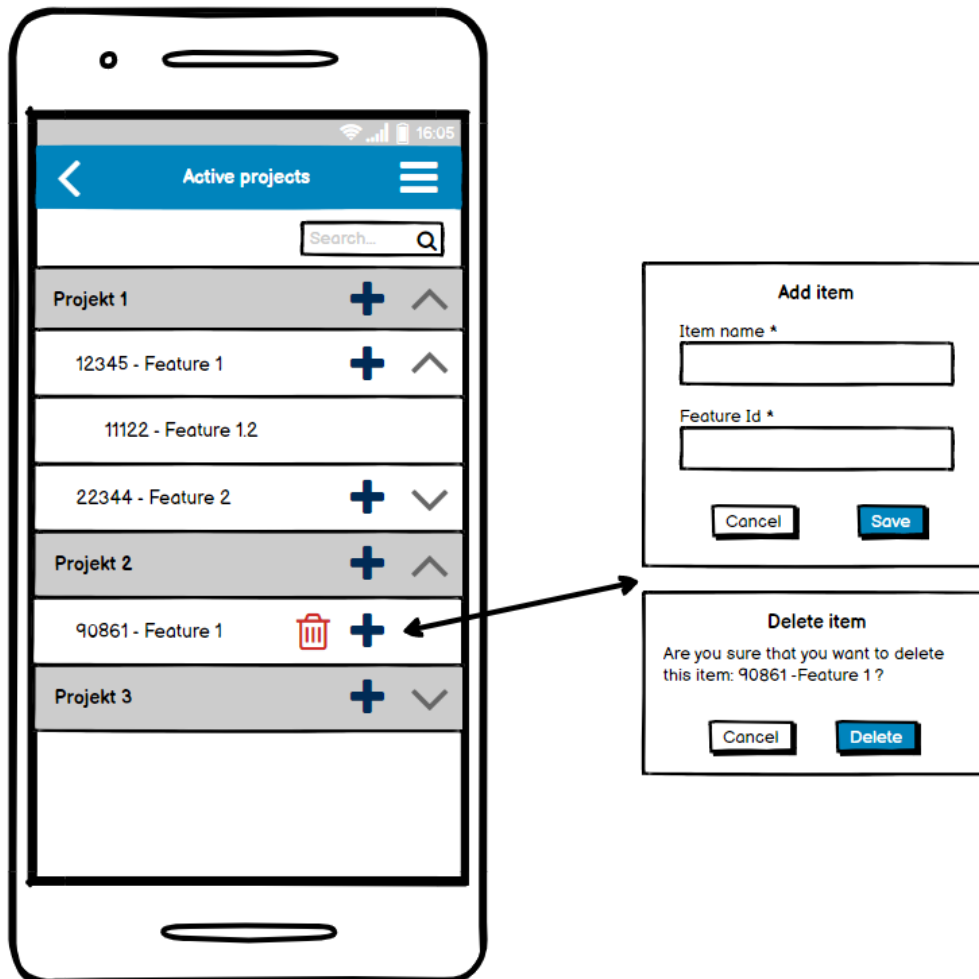 16:05
Active projects
Search...
Projekt 1
12345 - Feature 1
11122 - Feature 1.2
22344 - Feature 2
Projekt 2
90861 - Feature 1
Projekt 3
Add item
Item name *
Feature Id *
Cancel
Save
Delete item
Are you sure that you want to delete
this item: 90861 -Feature 1 ?
Cancel
Delete